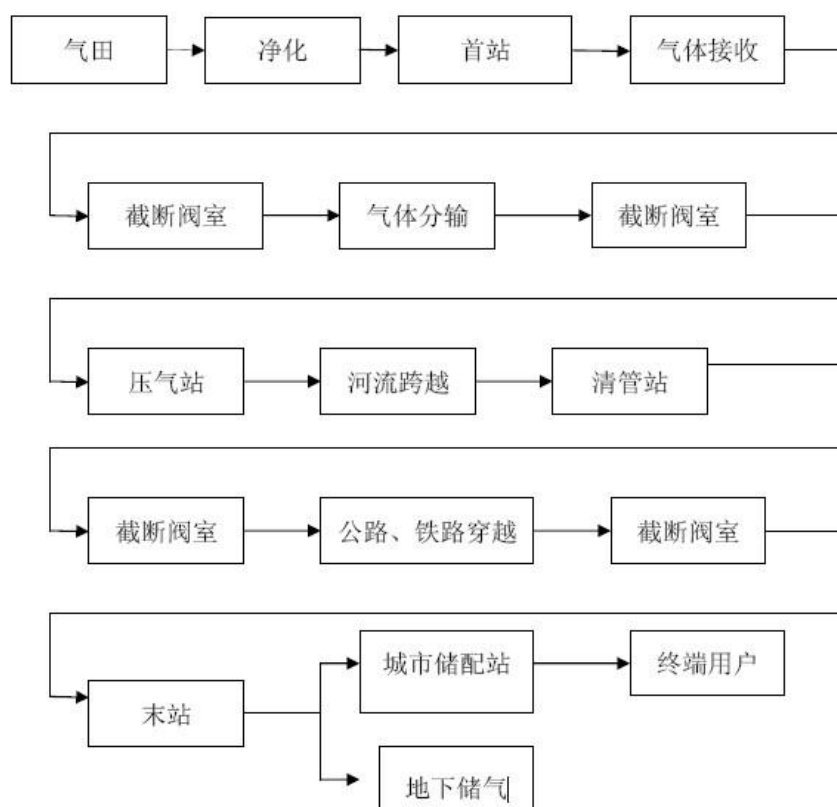 气田
净化
首站
气体接收
截断阀室
气体分输
截断阀室
压气站
河流跨越
清管站
截断阀室
公路、铁路穿越
截断阀室
末站
城市储配站
终端用户
地下储气